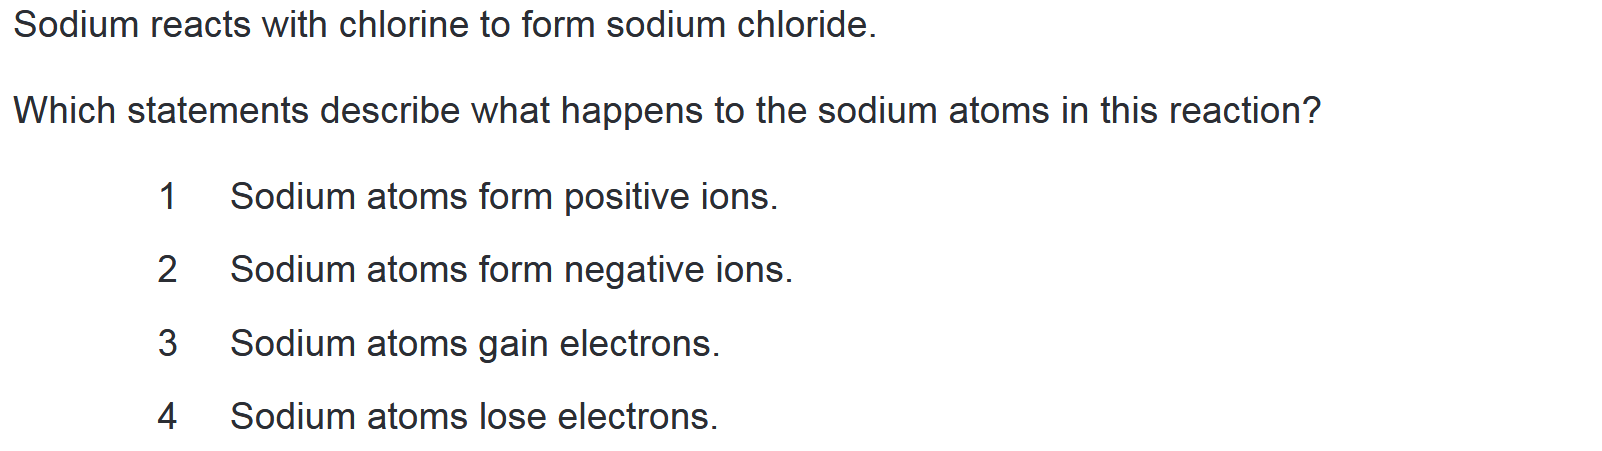 Sodium reacts with chlorine to form sodium chloride.
Which statements describe what happens to the sodium atoms in this reaction?
1 Sodium atoms form positive ions.
2 Sodium atoms form negative ions.
3 Sodium atoms gain electrons.
4 Sodium atoms lose electrons.